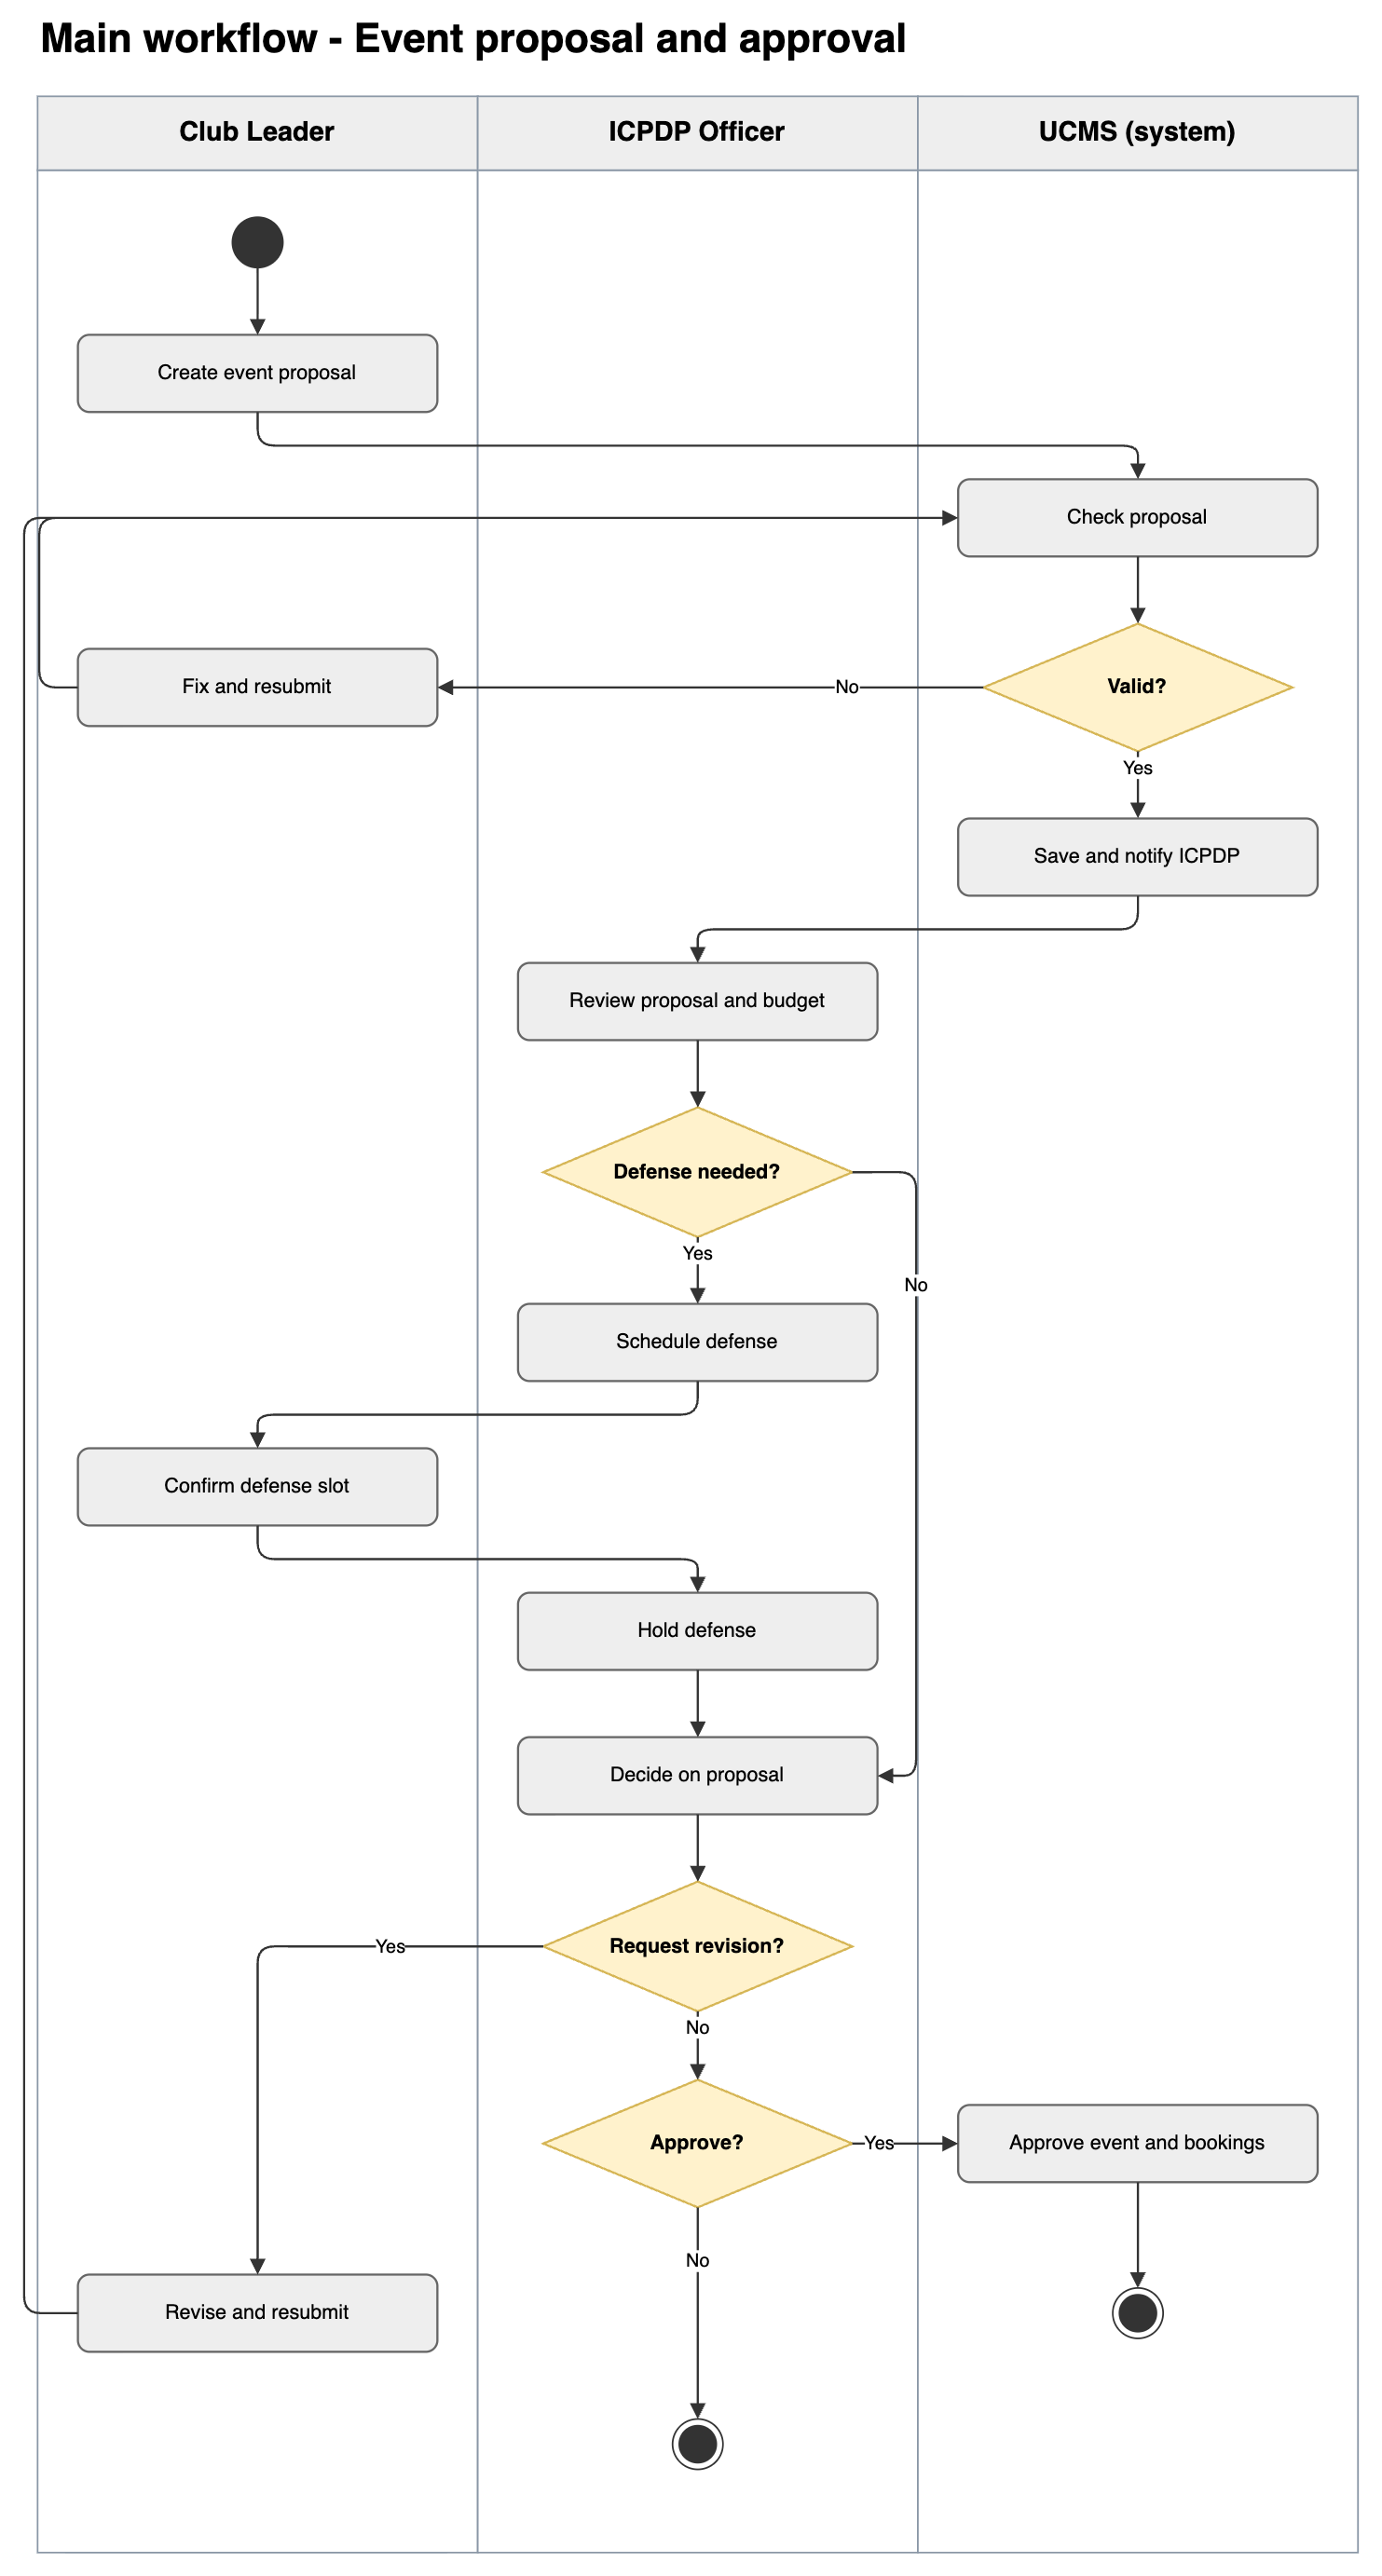 Main workflow - Event proposal and approval
Club Leader
ICPDP Officer
UCMS (system)
Create event proposal
Check proposal
Fix and resubmit
No
Valid?
Yes
Save and notify ICPDP
Review proposal and budget
Defense needed?
Yes
No
Schedule defense
Confirm defense slot
Hold defense
Decide on proposal
Yes
Request revision?
No
Approve?
Yes
Approve event and bookings
No
Revise and resubmit